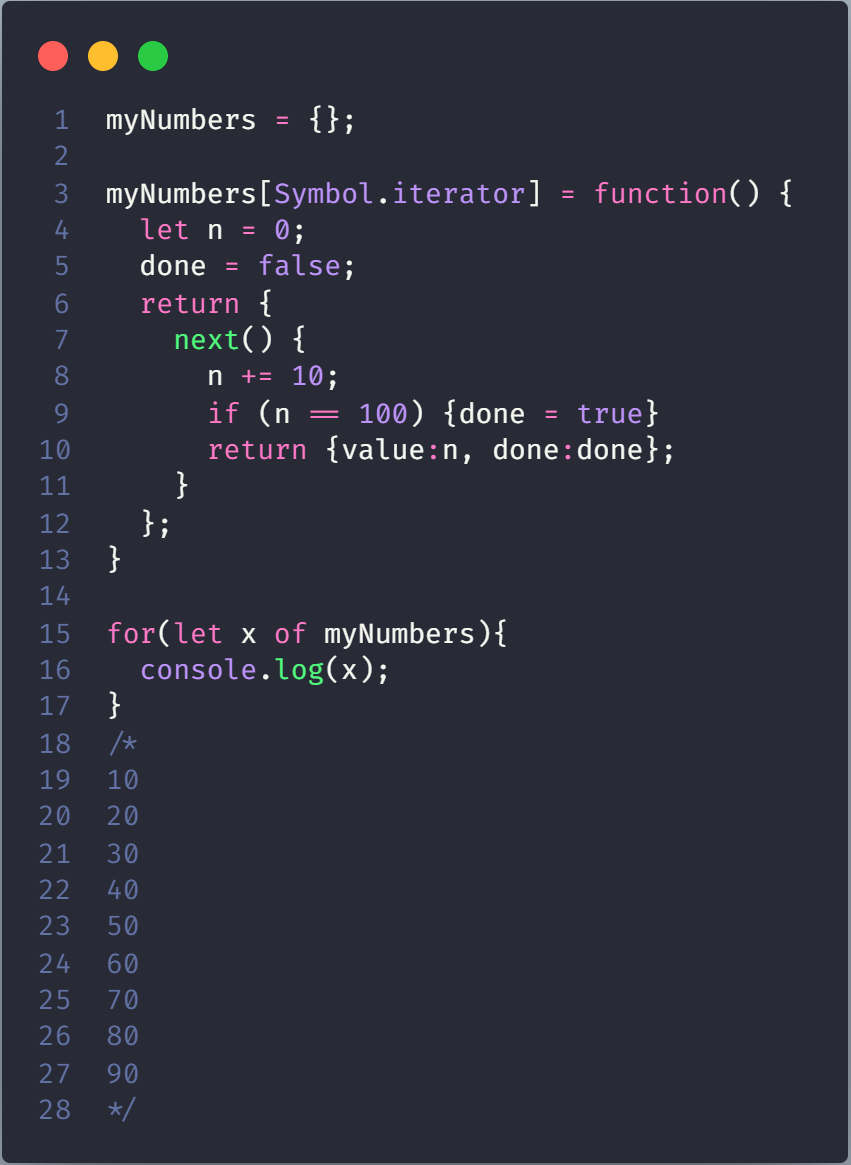 1 myNumbers = {};
2
3 myNumbers[Symbol.iterator] = function() {
4   let n = 0;
5   done = false;
6   return {
7     next() {
8       n += 10;
9       if (n == 100) {done = true}
10       return {value:n, done:done};
11     }
12   };
13 }
14
15 for(let x of myNumbers){
16   console.log(x);
17 }
18 /*
19 10
20 20
21 30
22 40
23 50
24 60
25 70
26 80
27 90
28 */